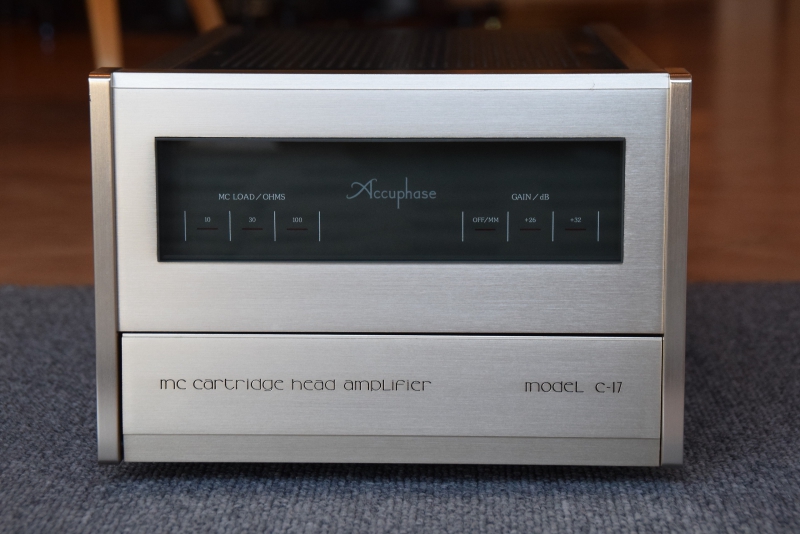 MC LOAD/OHMS
10 30 100
Accuphase
GAIN/dB
OFF/MM +26 +32
mc cartridge head amplifier
model c-17